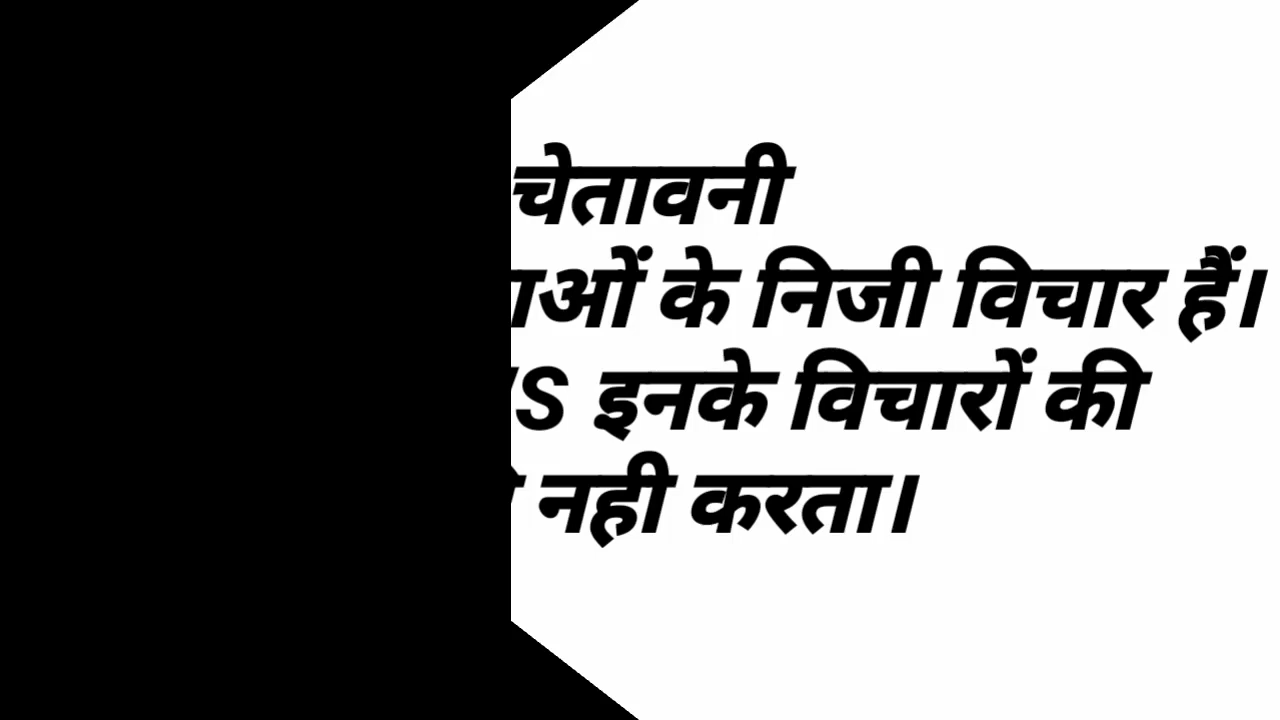 चेतावनी
के निजी विचार हैं।
इनके विचारों की
नही करता।